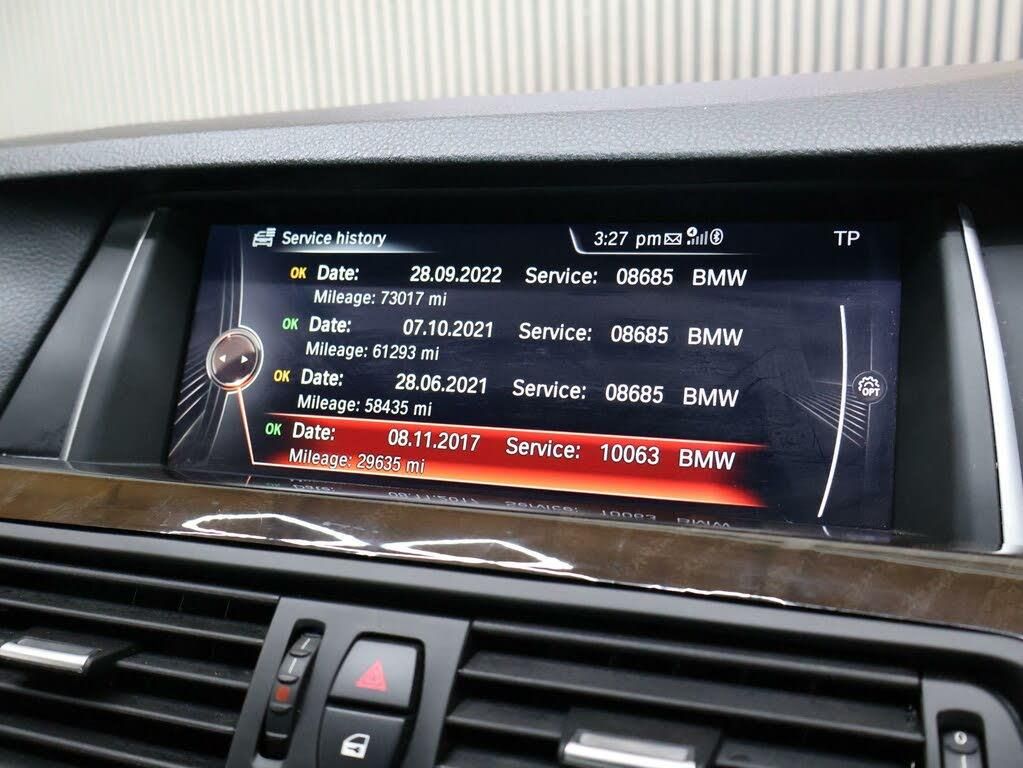 Service history 3:27 pm TP
OK Date: 28.09.2022 Service: 08685 BMW
Mileage: 73017 mi
OK Date: 07.10.2021 Service: 08685 BMW
Mileage: 61293 mi
OK Date: 28.06.2021 Service: 08685 BMW
Mileage: 58435 mi
OPT
OK Date: 08.11.2017 Service: 10063 BMW
Mileage: 29635 mi